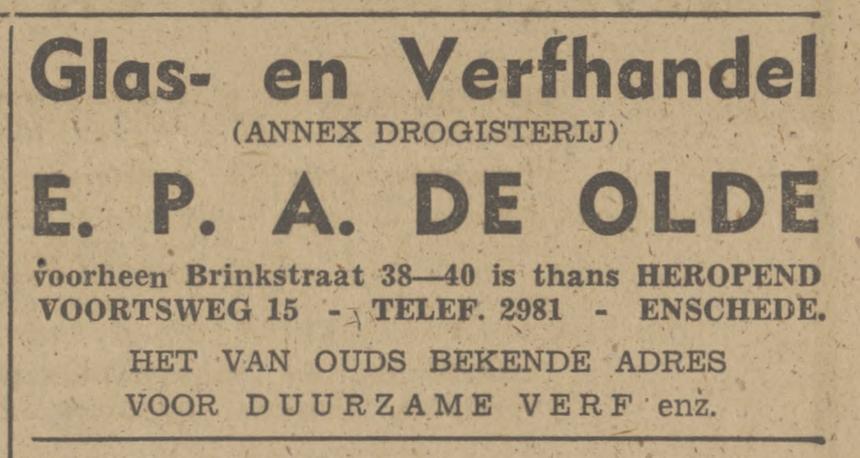 Glas- en Verfhandel
(ANNEX DROGISTERIJ)
E. P. A. DE OLDE
voorheen Brinkstraat 38—40 is thans HEROPEND
VOORTSWEG 15 - TELEF. 2981 - ENSCHEDE.
HET VAN OUDS BEKENDE ADRES
VOOR DUURZAME VERF enz.